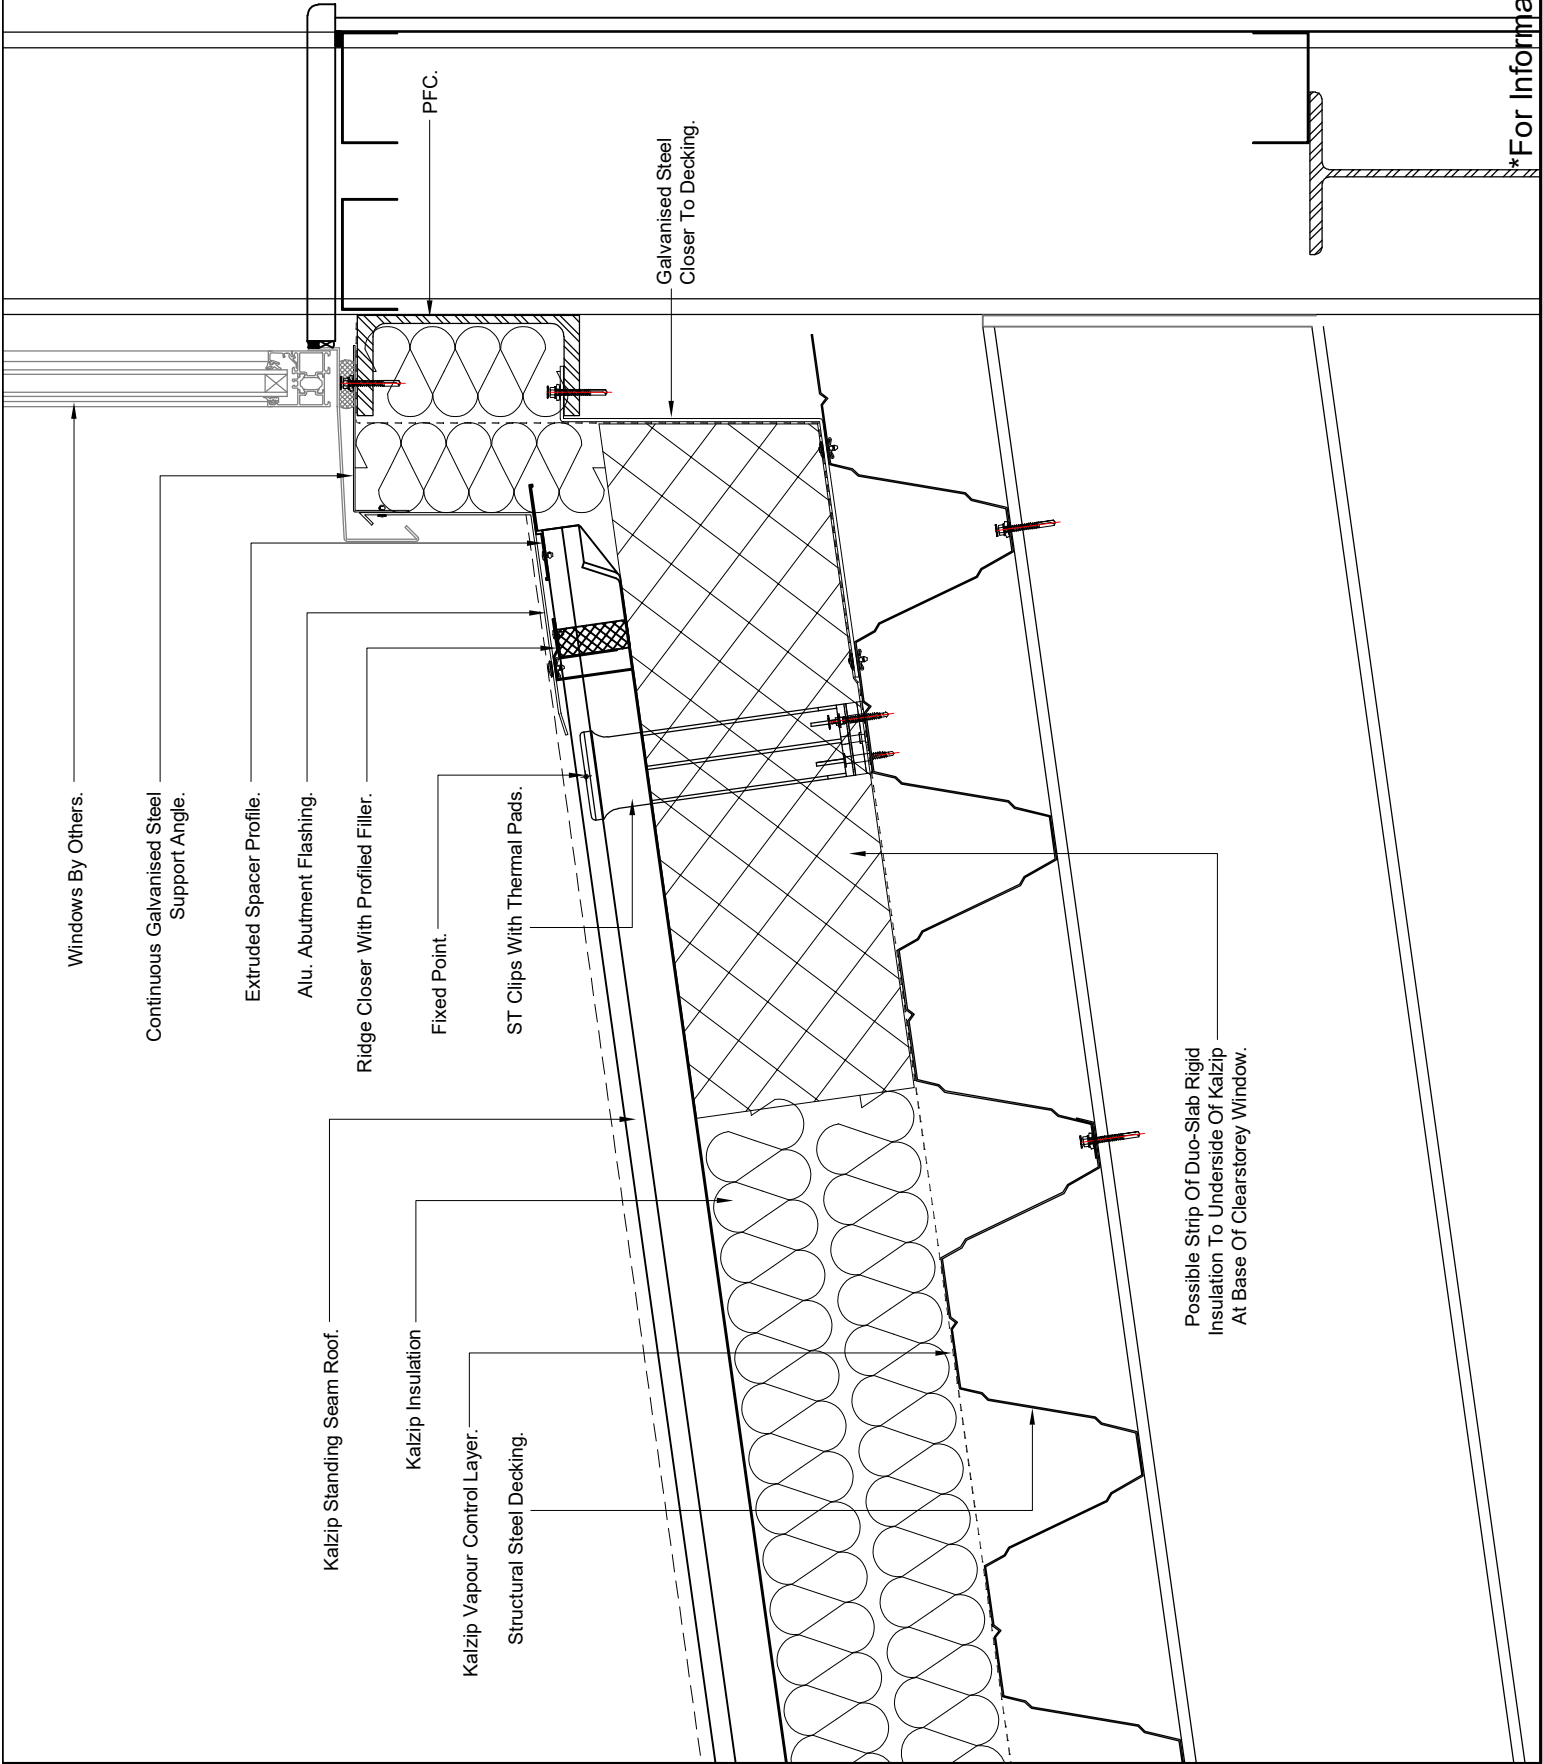 Windows By Others.
Continuous Galvanised Steel
Support Angle.
Extruded Spacer Profile.
Alu. Abutment Flashing.
Ridge Closer With Profiled Filler.
Fixed Point.
ST Clips With Thermal Pads.
PFC.
Galvanised Steel
Closer To Decking.
Kalzip Standing Seam Roof.
Kalzip Insulation
Kalzip Vapour Control Layer.
Structural Steel Decking.
Possible Strip Of Duo-Slab Rigid
Insulation To Underside Of Kalzip
At Base Of Clearstorey Window.
*For Informa